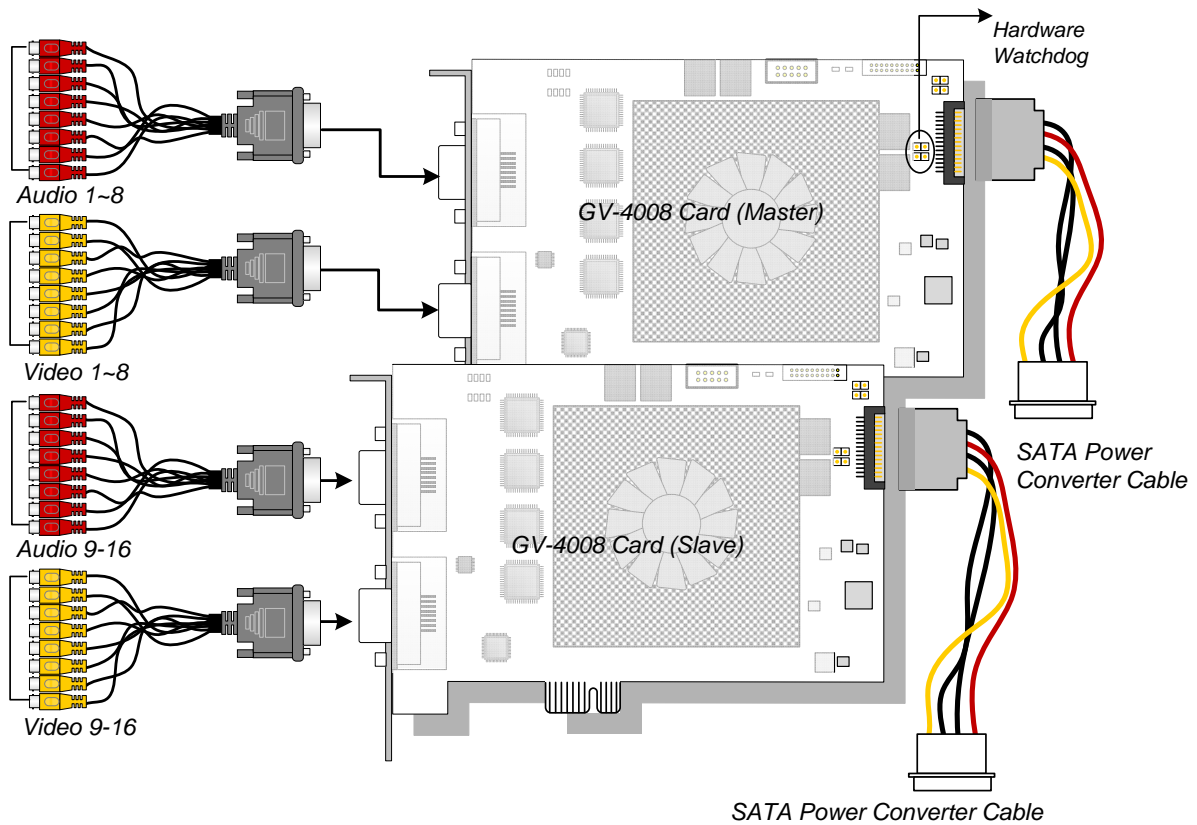 Hardware
Watchdog
Audio 1~8
GV-4008 Card (Master)
Video 1~8
SATA Power
Converter Cable
Audio 9-16
GV-4008 Card (Slave)
Video 9-16
SATA Power Converter Cable